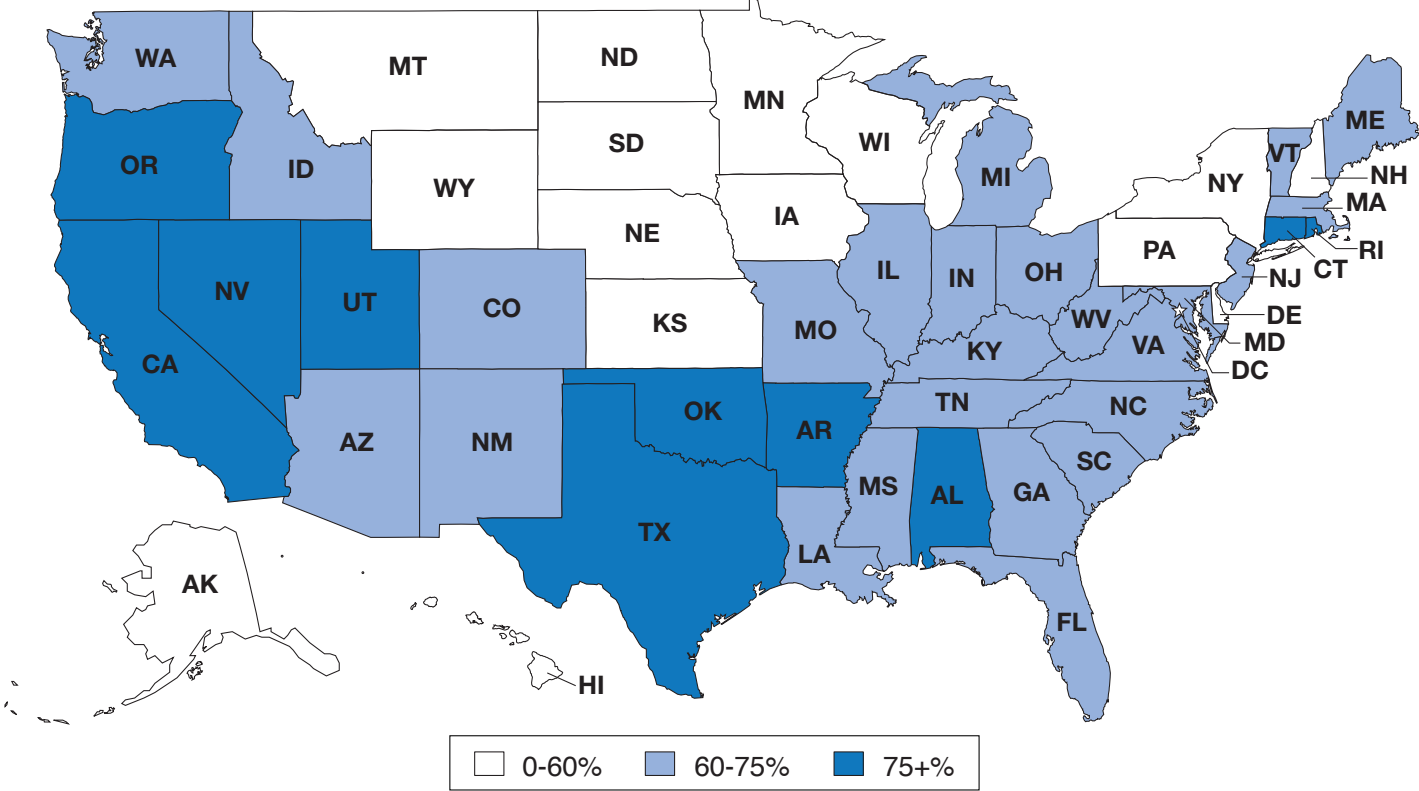 WA
MT
ND
MN
ME
VT
OR
ID
SD
WI
MI
NY
NH
MA
WY
IA
NE
PA
RI
CT
NV
UT
CO
IL
IN
OH
NJ
KS
MO
WV
DE
MD
DC
CA
KY
VA
TN
NC
OK
AR
AZ
NM
SC
MS
AL
GA
TX
LA
AK
FL
HI
0-60%
60-75%
75+%